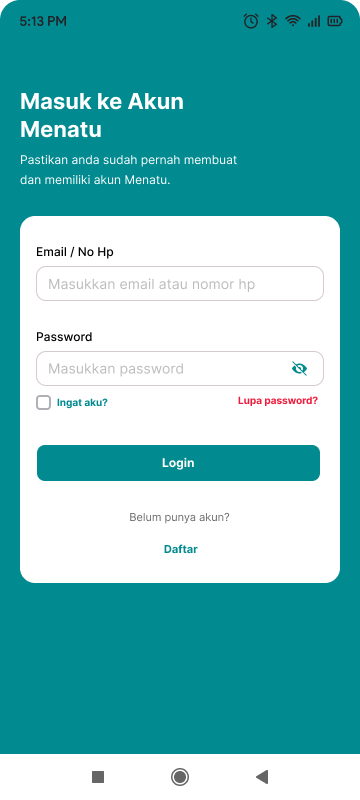 5:13 PM
Masuk ke Akun
Menatu
Pastikan anda sudah pernah membuat
dan memiliki akun Menatu.
Email / No Hp
Masukkan email atau nomor hp
Password
Masukkan password
Ingat aku?
Lupa password?
Login
Belum punya akun?
Daftar